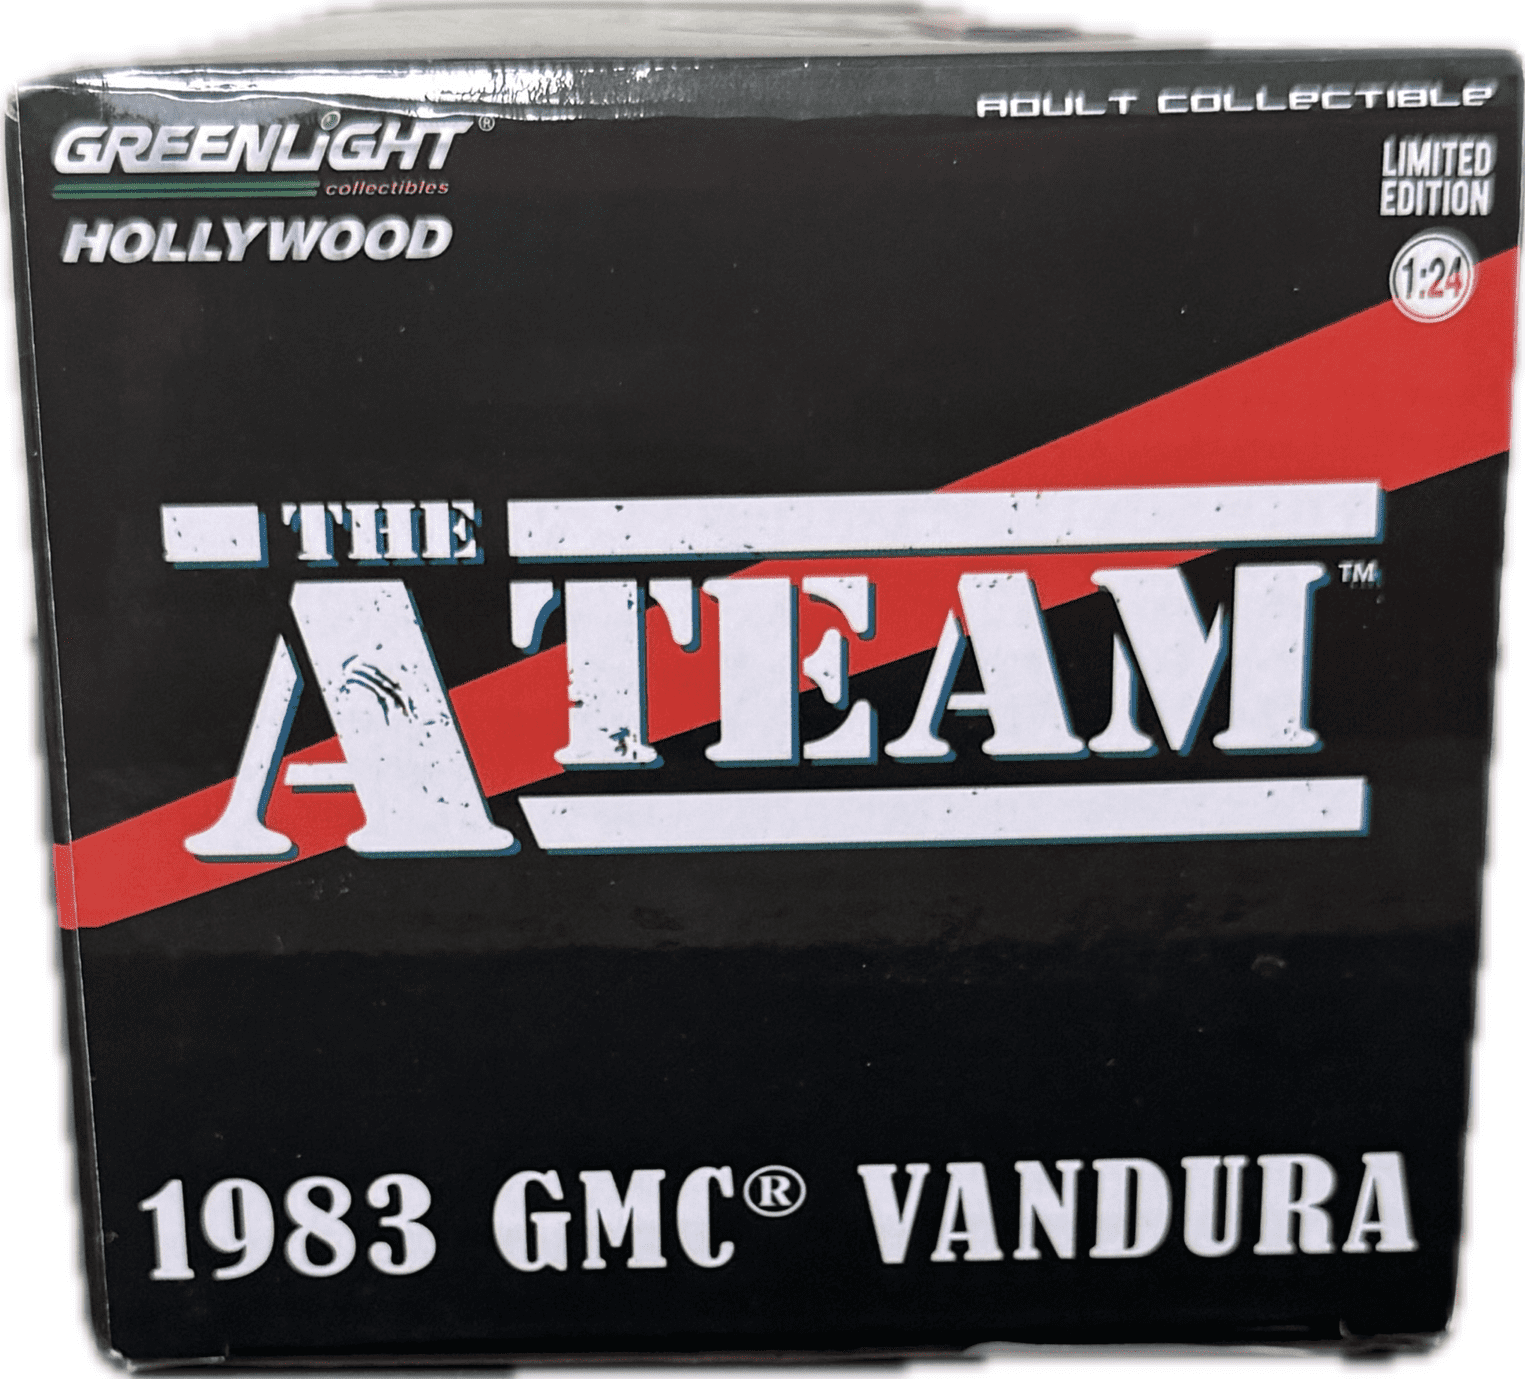 GREENLiGHT®
collectibles
HOLLYWOOD
ADULT COLLECTIBLE
LIMITED
EDITION
1:24
THE
A TEAM™
1983 GMC® VANDURA